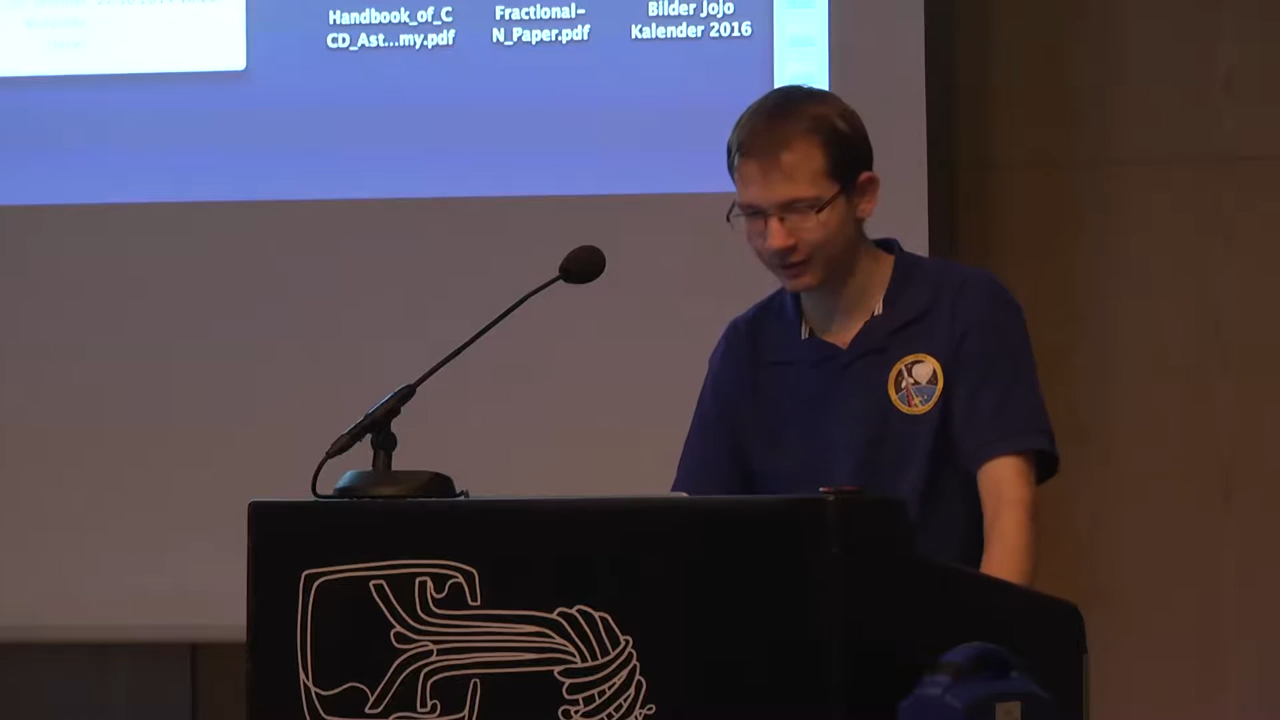 Handbook_of_C
CD_Ast...my.pdf
Fractional-
N_Paper.pdf
Bilder Jojo
Kalender 2016